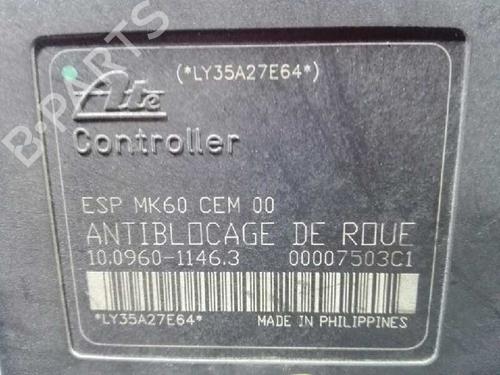 (*LY35A27E64*)
Ate
Controller
ESP MK60 CEM 00
ANTIBLOCAGE DE ROUE
10.0960-1146.3 00007503C1
*LY35A27E64* MADE IN PHILIPPINES
B-PARTS